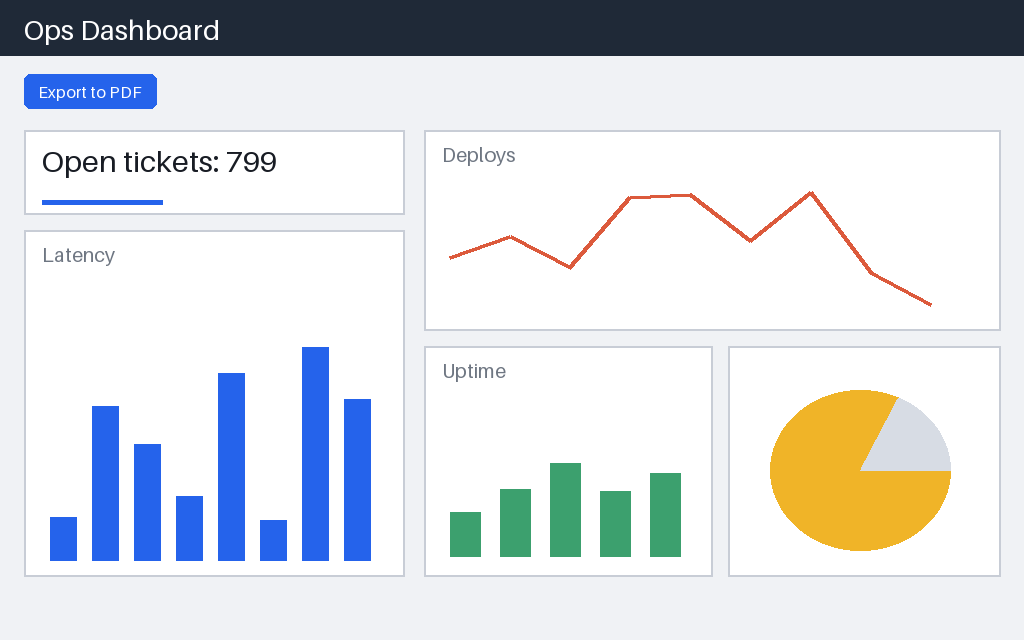 Ops Dashboard
Export to PDF
Open tickets: 799
Deploys
Latency
Uptime